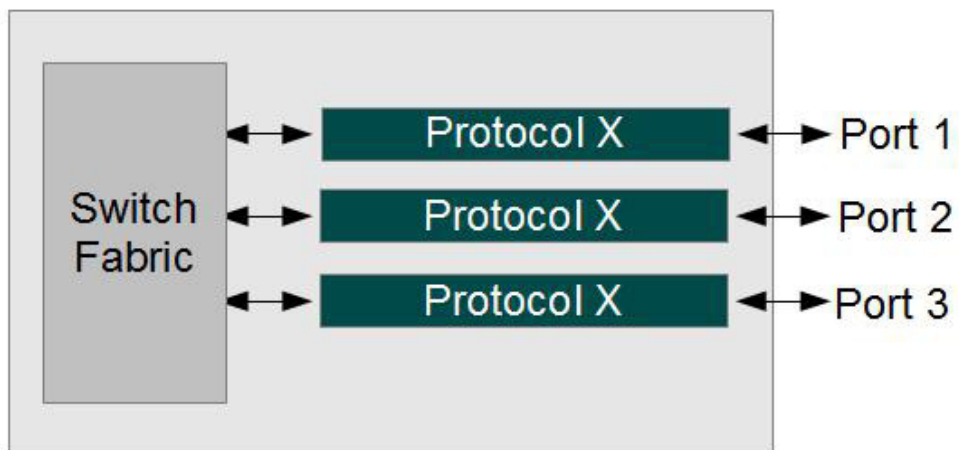 Switch
Fabric
Protocol X
Port 1
Protocol X
Port 2
Protocol X
Port 3